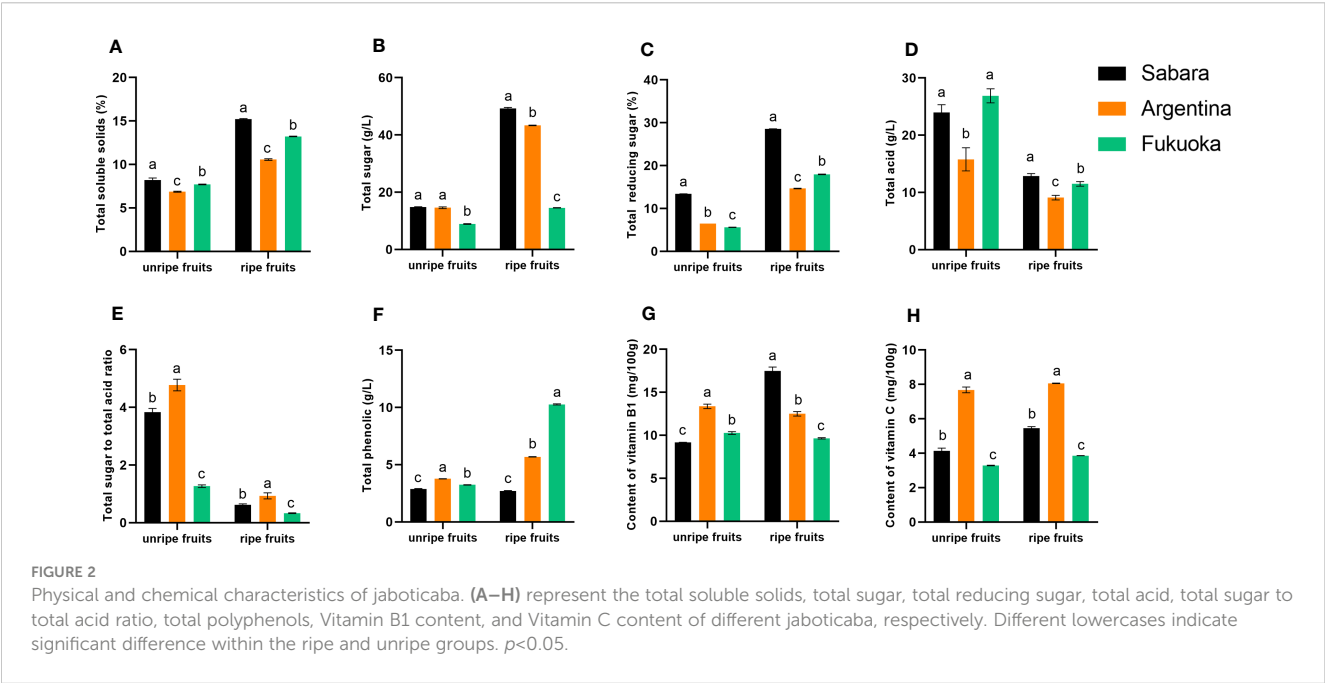 A
Total soluble solids (%)
20
15
10
5
0
a
c
b
a
c
b
unripe fruits
ripe fruits
B
Total sugar (g/L)
60
40
20
0
a
a
b
a
b
c
unripe fruits
ripe fruits
C
Total reducing sugar (%)
40
30
20
10
0
a
b
c
a
c
b
unripe fruits
ripe fruits
D
Total acid (g/L)
30
20
10
0
a
b
a
a
c
b
unripe fruits
ripe fruits
Sabara
Argentina
Fukuoka
E
Total sugar to total acid ratio
6
4
2
0
b
a
c
b
a
c
unripe fruits
ripe fruits
F
Total phenolic (g/L)
15
10
5
0
c
a
b
c
b
a
unripe fruits
ripe fruits
G
Content of vitamin B1 (mg/100g)
20
15
10
5
0
c
a
b
a
b
c
unripe fruits
ripe fruits
H
Content of vitamin C (mg/100g)
10
8
6
4
2
0
b
a
c
b
a
c
unripe fruits
ripe fruits
FIGURE 2
Physical and chemical characteristics of jaboticaba. (A–H) represent the total soluble solids, total sugar, total reducing sugar, total acid, total sugar to
total acid ratio, total polyphenols, Vitamin B1 content, and Vitamin C content of different jaboticaba, respectively. Different lowercases indicate
significant difference within the ripe and unripe groups. p<0.05.